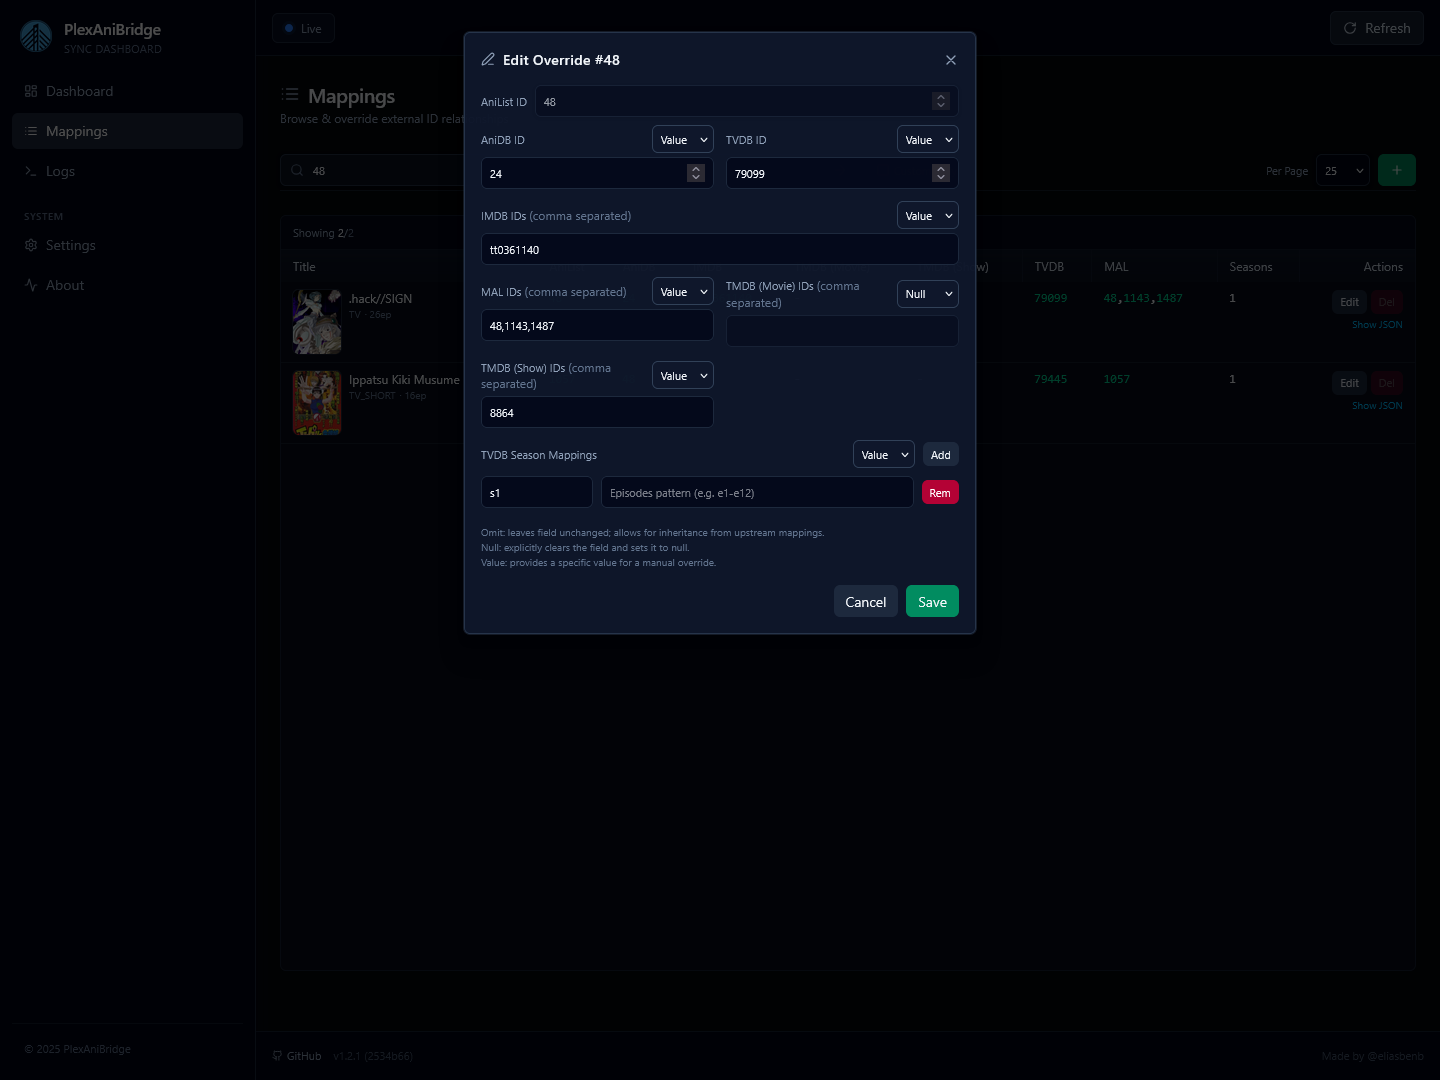 PlexAniBridge
SYNC DASHBOARD
Dashboard
Mappings
Logs
SYSTEM
Settings
About
© 2025 PlexAniBridge
Live
Refresh
Mappings
Browse & override external ID rela
48
Per Page
25
+
Showing 2/2
Title
w)
TVDB
MAL
Seasons
Actions
.hack//SIGN
TV · 26ep
79099
48,1143,1487
1
Edit
Del
Show JSON
Ippatsu Kiki Musume
TV_SHORT · 16ep
79445
1057
1
Edit
Del
Show JSON
Edit Override #48
AniList ID
48
AniDB ID
Value
24
TVDB ID
Value
79099
IMDB IDs (comma separated)
Value
tt0361140
MAL IDs (comma separated)
Value
48,1143,1487
TMDB (Movie) IDs (comma
separated)
Null
TMDB (Show) IDs (comma
separated)
Value
8864
TVDB Season Mappings
Value
Add
s1
Episodes pattern (e.g. e1-e12)
Rem
Omit: leaves field unchanged; allows for inheritance from upstream mappings.
Null: explicitly clears the field and sets it to null.
Value: provides a specific value for a manual override.
Cancel
Save
GitHub
v1.2.1 (2534b66)
Made by @eliasbenb